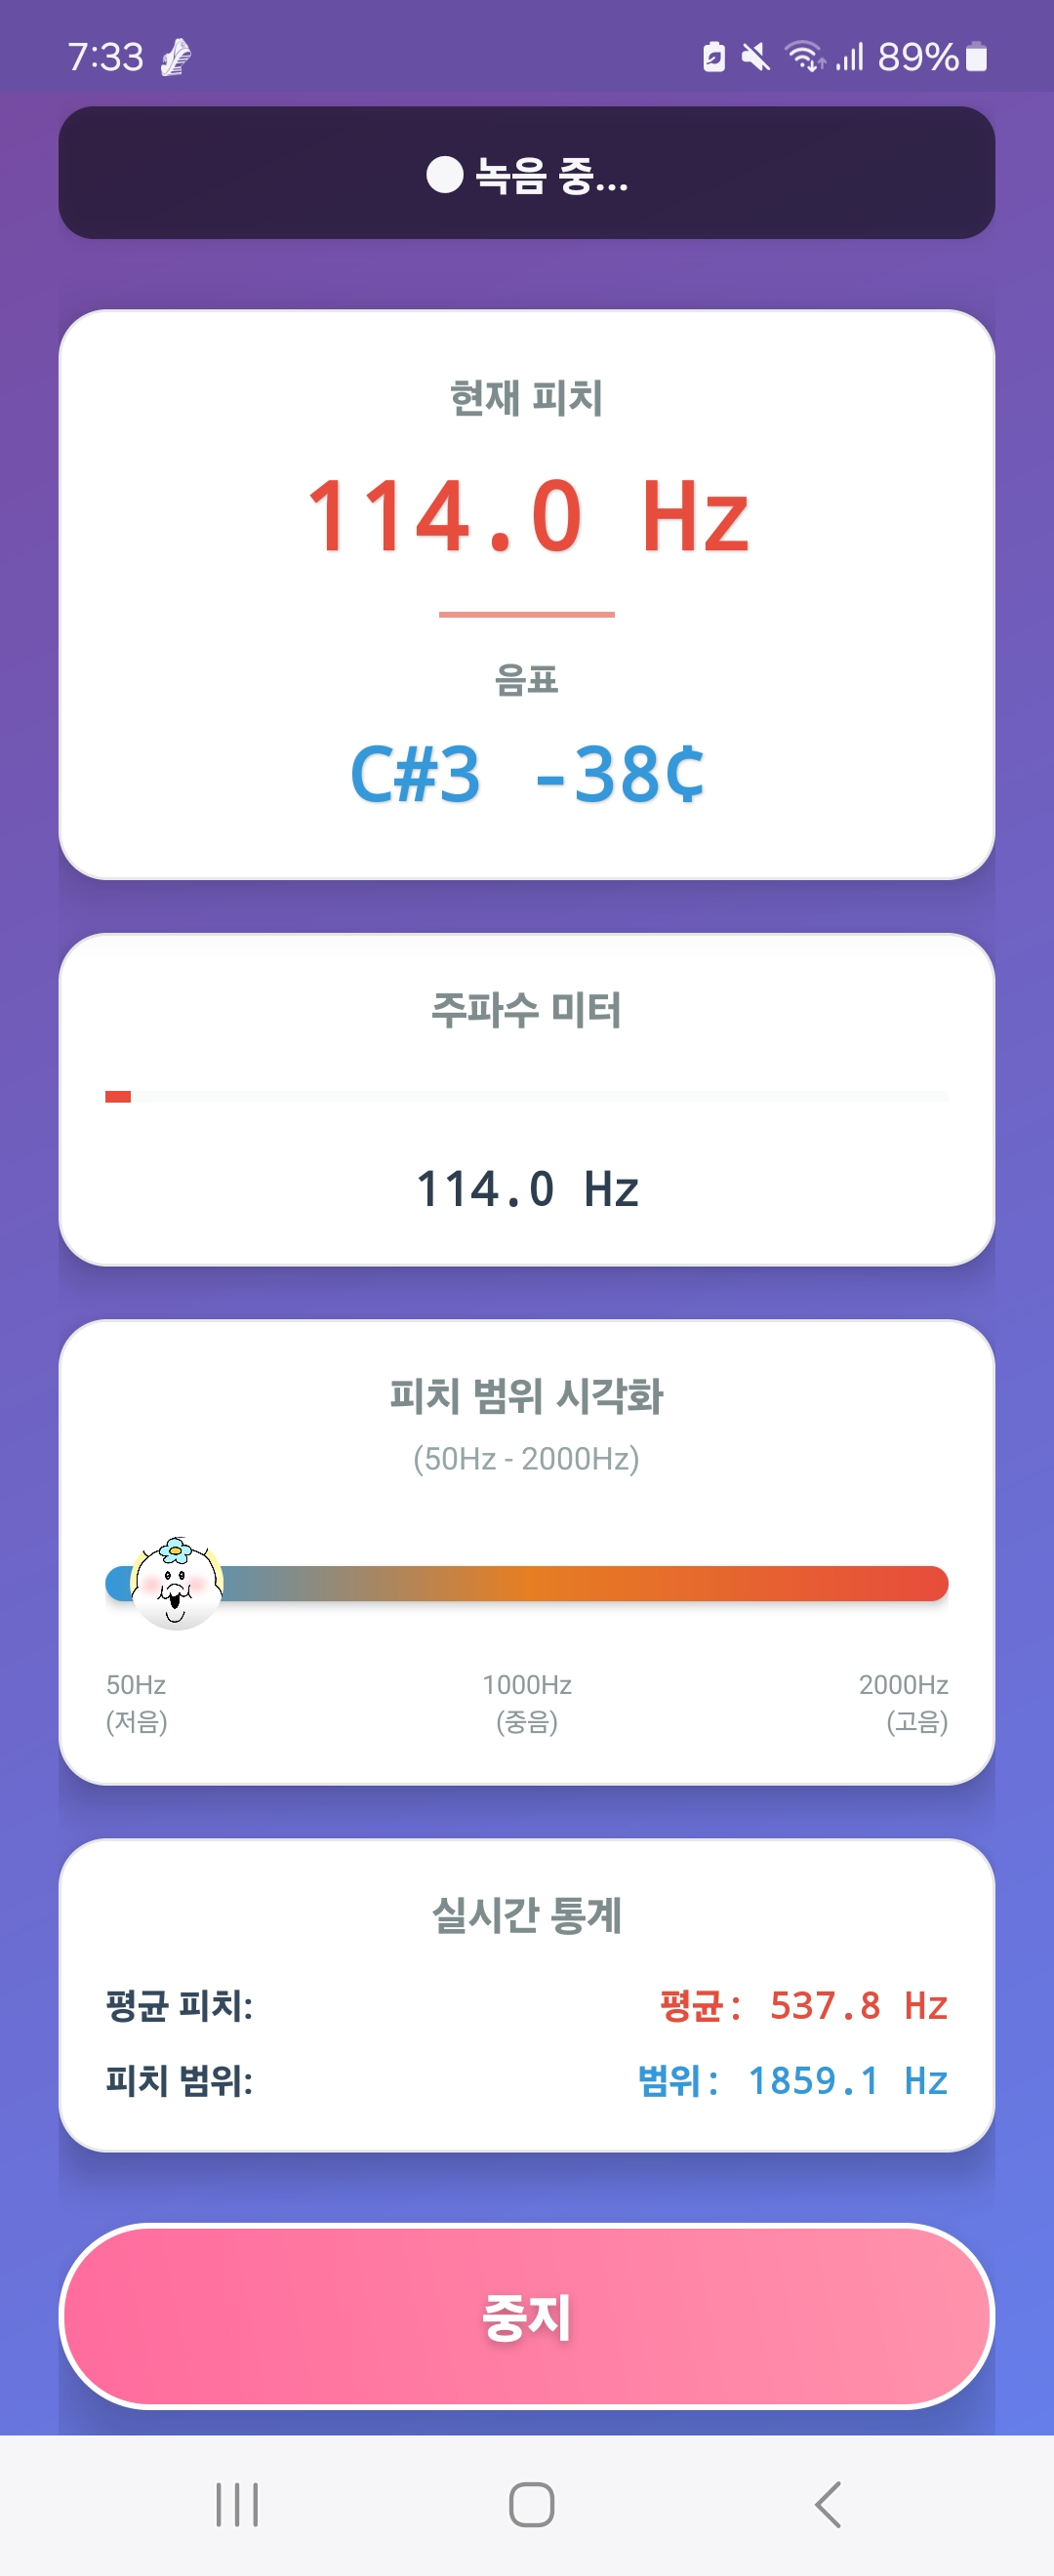 7:33 89%
녹음 중...
현재 피치
114.0 Hz
음표
C#3 -38¢
주파수 미터
114.0 Hz
피치 범위 시각화
(50Hz - 2000Hz)
50Hz 1000Hz 2000Hz
(저음) (중음) (고음)
실시간 통계
평균 피치: 평균: 537.8 Hz
피치 범위: 범위: 1859.1 Hz
중지